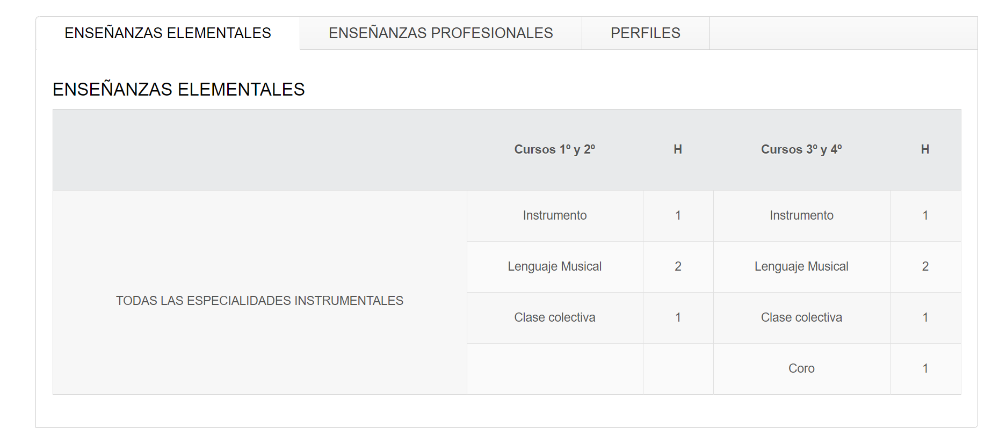 ENSEÑANZAS ELEMENTALES ENSEÑANZAS PROFESIONALES PERFILES
ENSEÑANZAS ELEMENTALES
Cursos 1º y 2º H Cursos 3º y 4º H
Instrumento 1 Instrumento 1
Lenguaje Musical 2 Lenguaje Musical 2
TODAS LAS ESPECIALIDADES INSTRUMENTALES
Clase colectiva 1 Clase colectiva 1
Coro 1